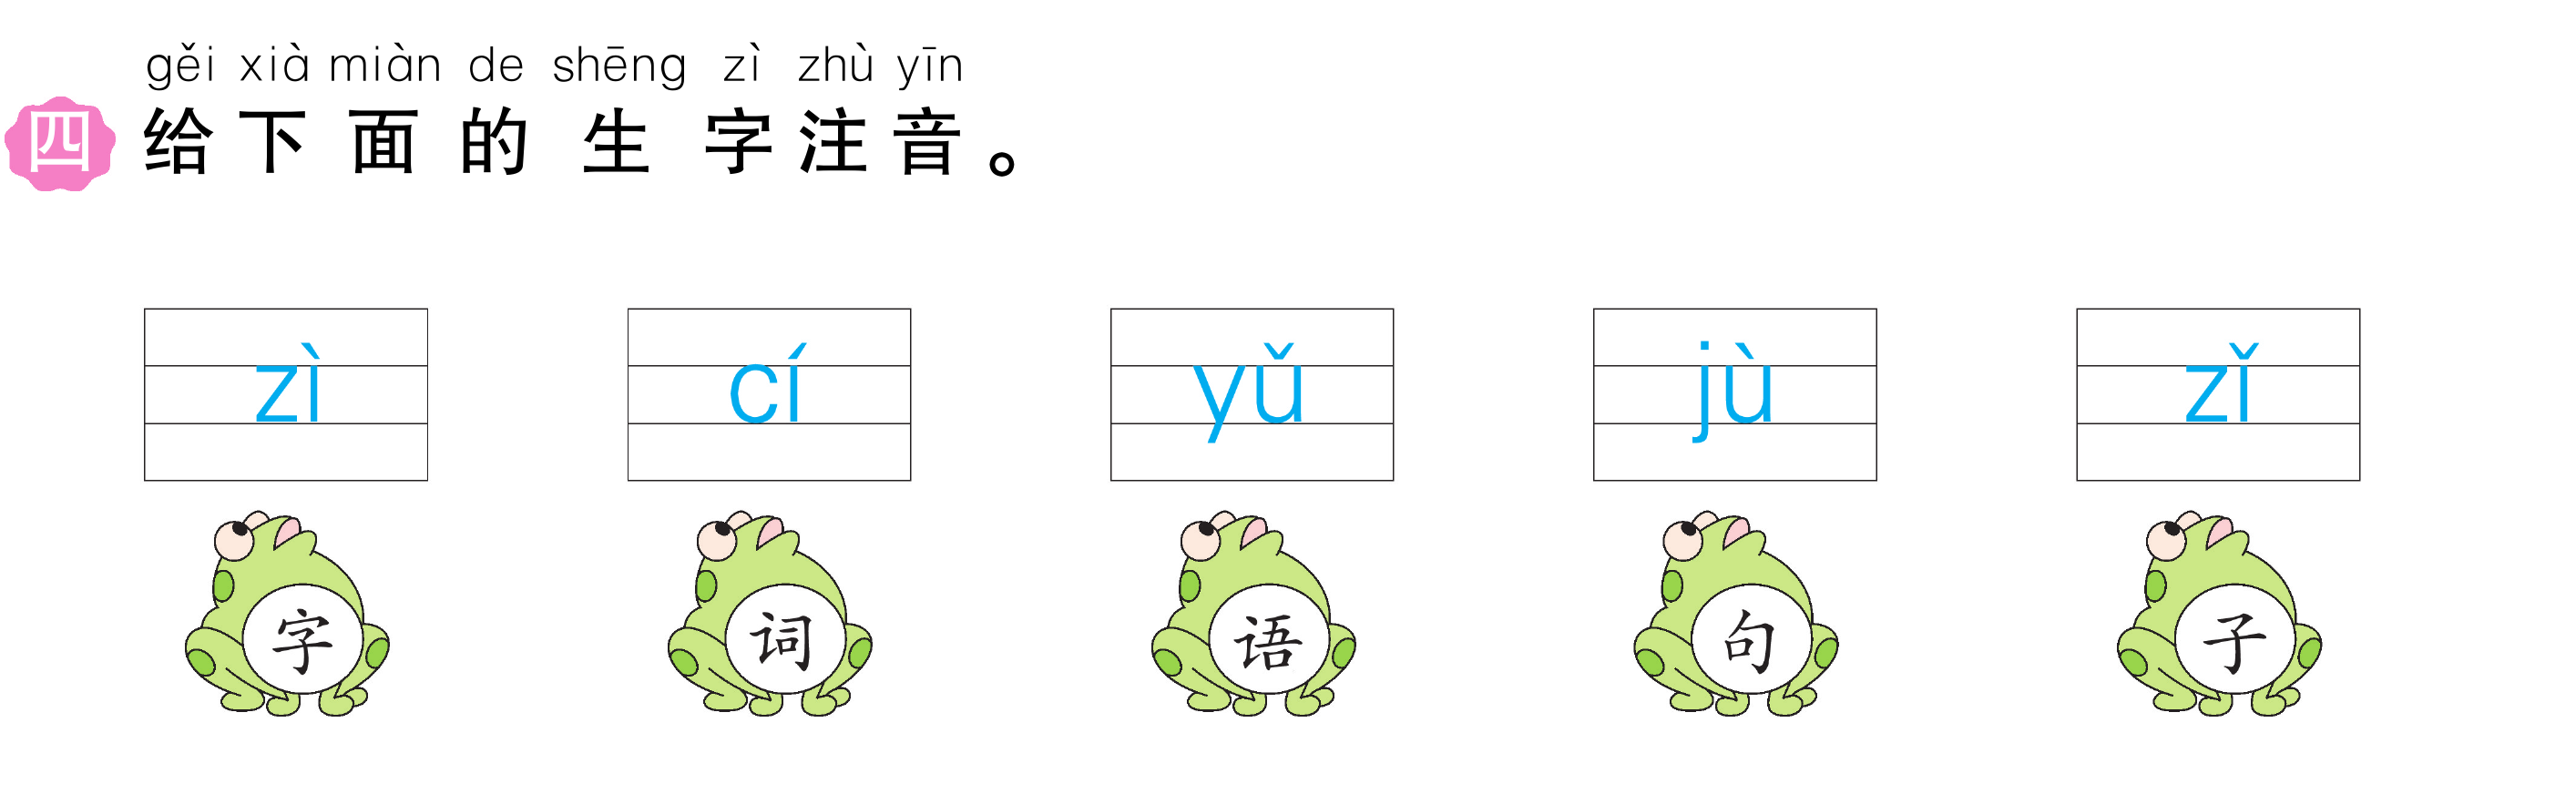 gěi xià miàn de shēng zì zhù yīn
四 给下面的生字注音。
zì cí yǔ jù zǐ
字 词 语 句 子